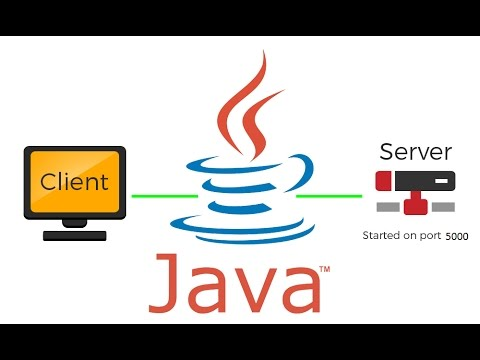 Client
Server
Started on port 5000
Java™